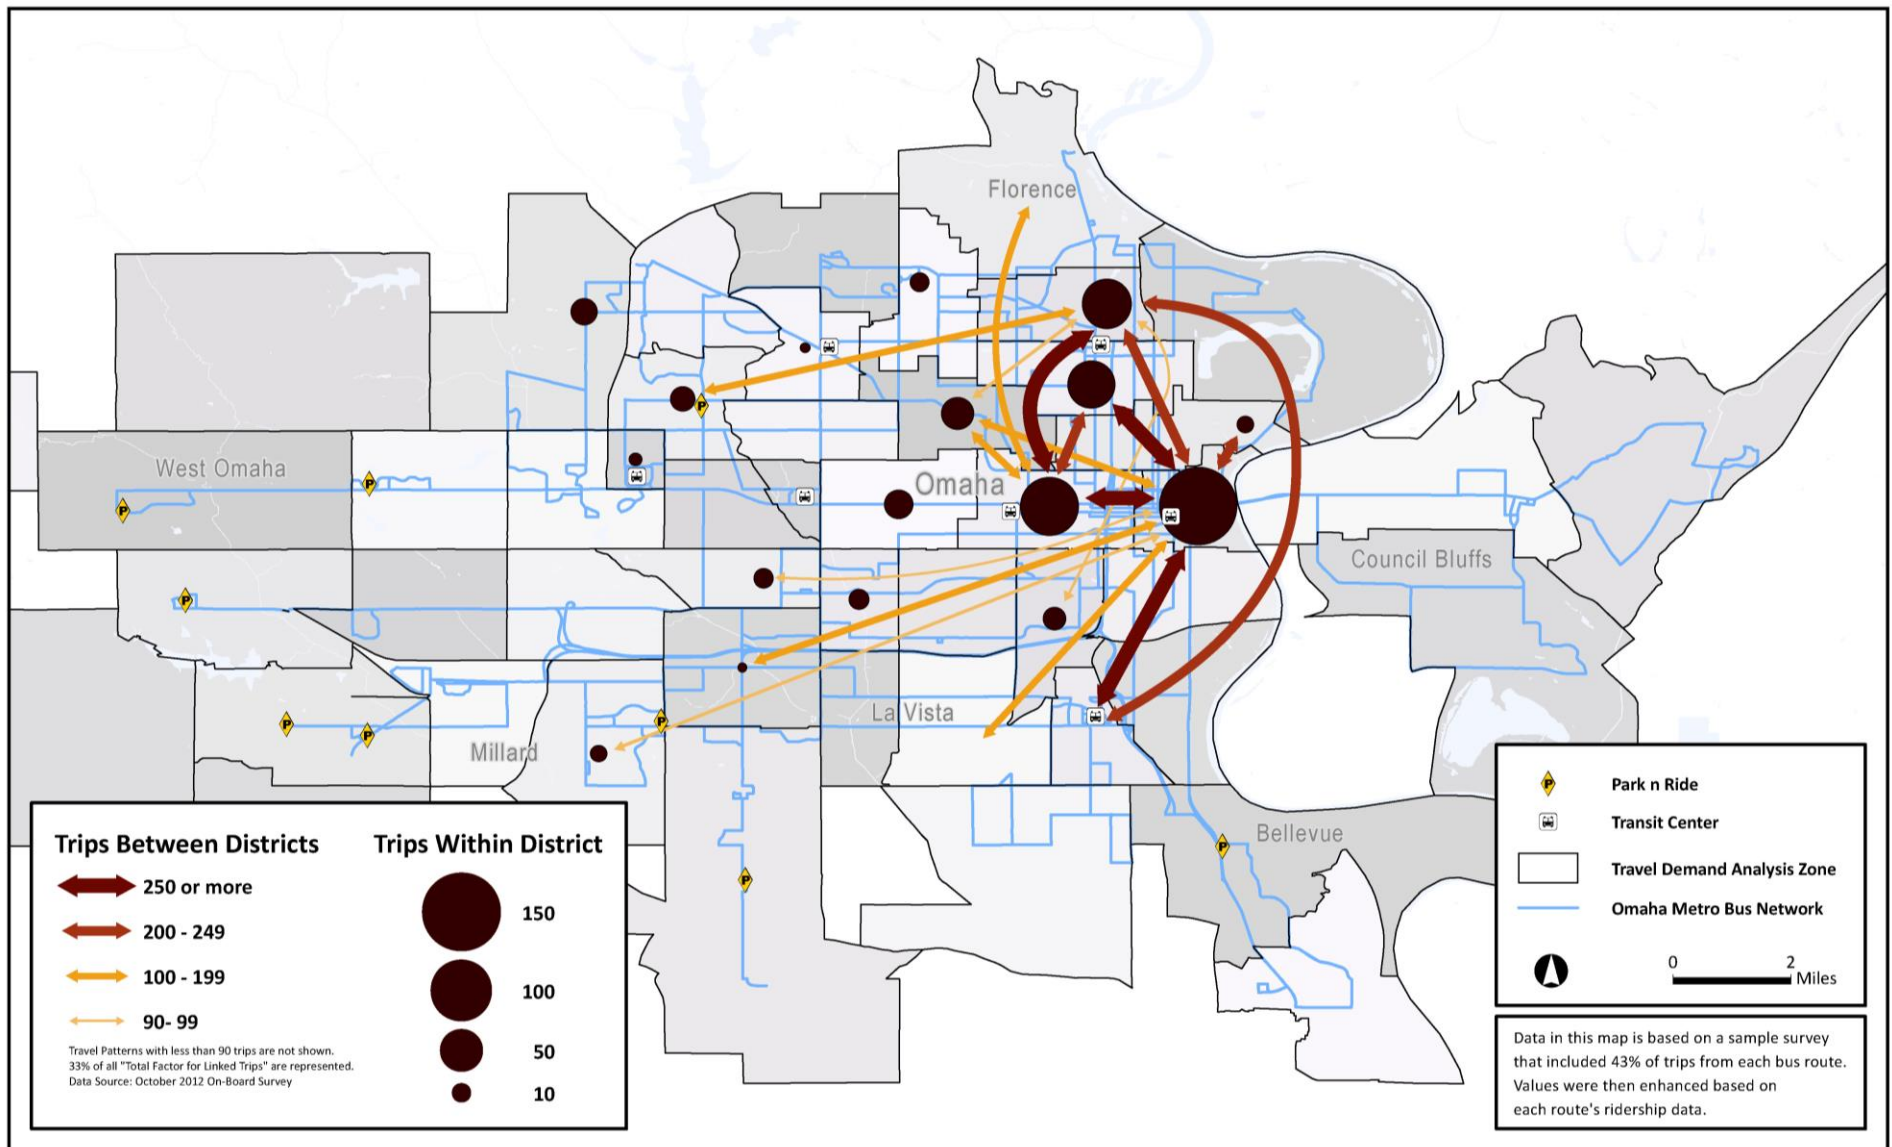 Florence
West Omaha
Omaha
Council Bluffs
La Vista
Millard
Bellevue
P
P
P
P
P
P
P
P
P
Trips Between Districts
250 or more
200 - 249
100 - 199
90- 99
Travel Patterns with less than 90 trips are not shown.
33% of all "Total Factor for Linked Trips" are represented.
Data Source: October 2012 On-Board Survey
Trips Within District
150
100
50
10
P Park n Ride
Transit Center
Travel Demand Analysis Zone
Omaha Metro Bus Network
0 2
Miles
Data in this map is based on a sample survey
that included 43% of trips from each bus route.
Values were then enhanced based on
each route's ridership data.